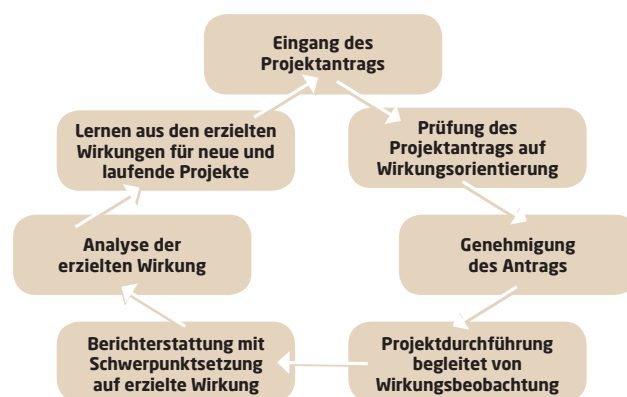 Eingang des
Projektantrags
Prüfung des
Projektantrags auf
Wirkungsorientierung
Genehmigung
des Antrags
Projektdurchführung
begleitet von
Wirkungsbeobachtung
Berichterstattung mit
Schwerpunktsetzung
auf erzielte Wirkung
Analyse der
erzielten Wirkung
Lernen aus den erzielten
Wirkungen für neue und
laufende Projekte